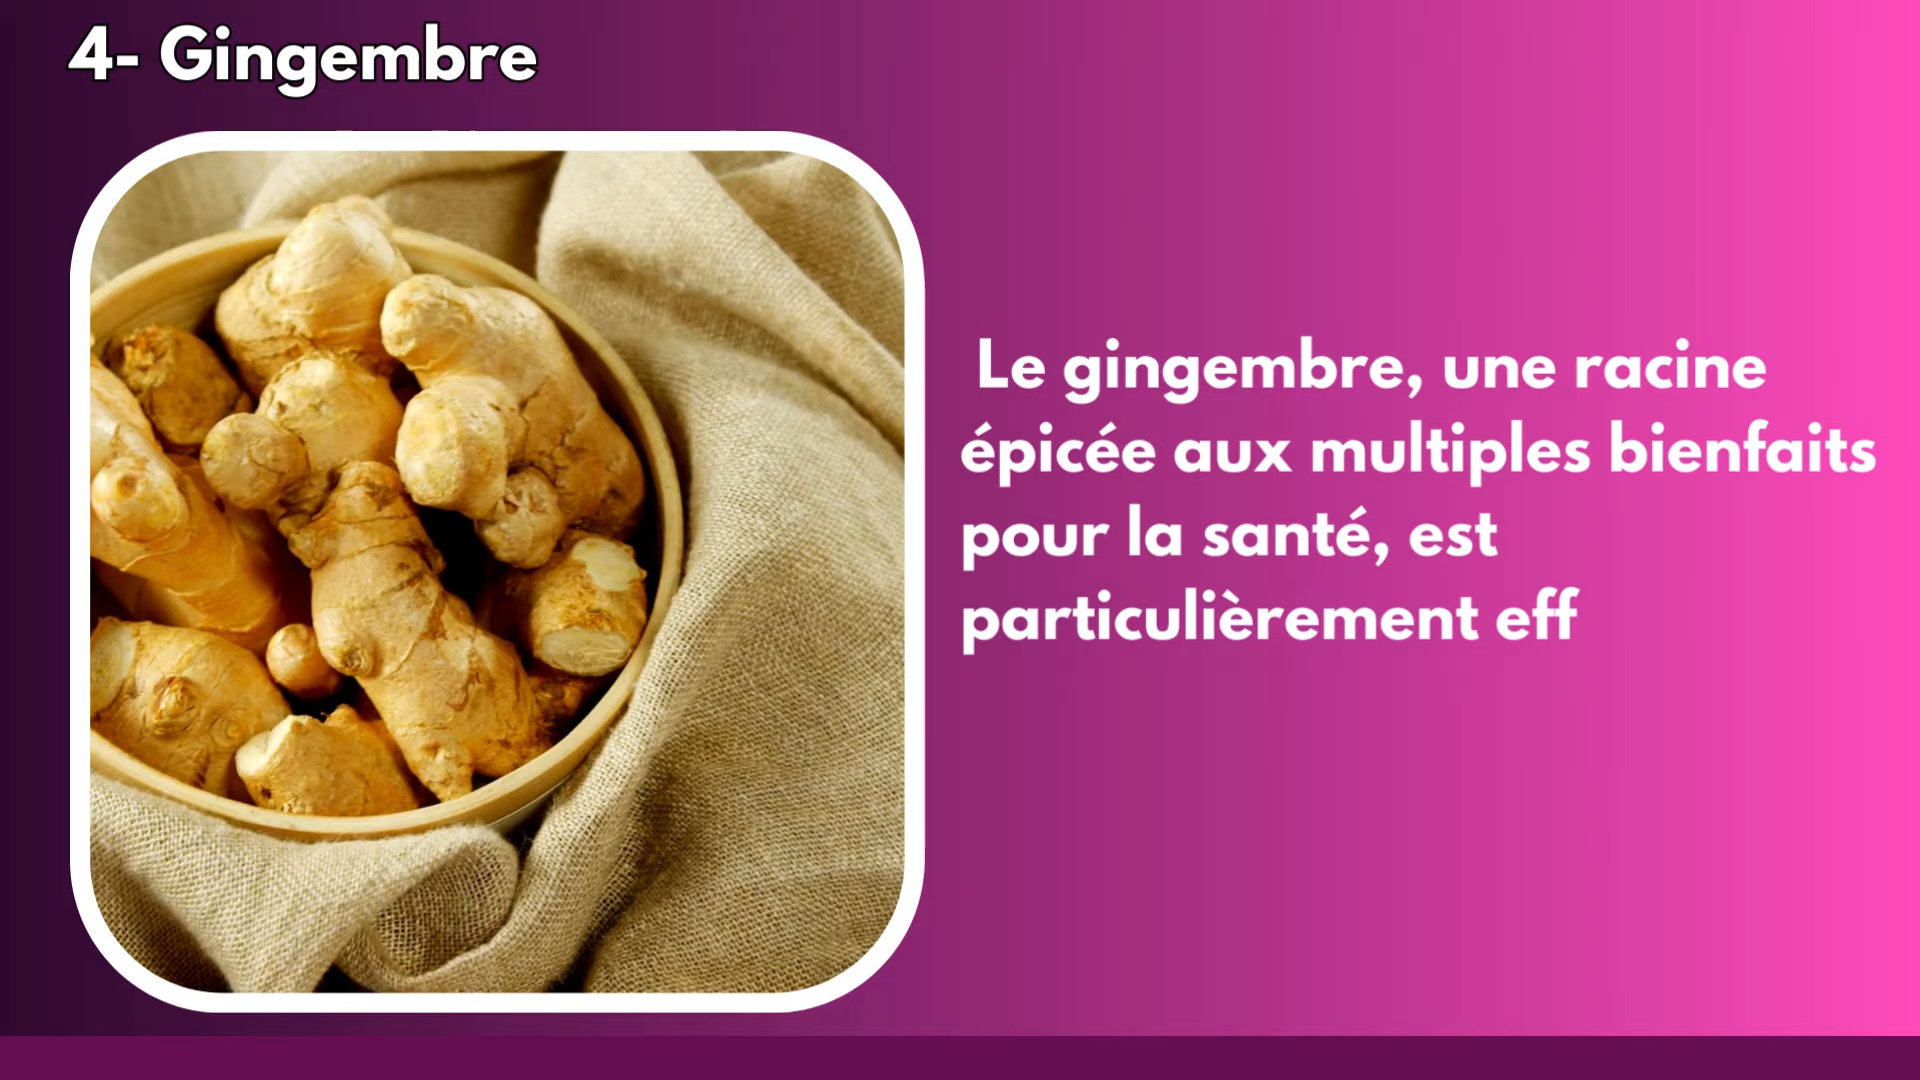 4- Gingembre
Le gingembre, une racine
épicée aux multiples bienfaits
pour la santé, est
particulièrement eff